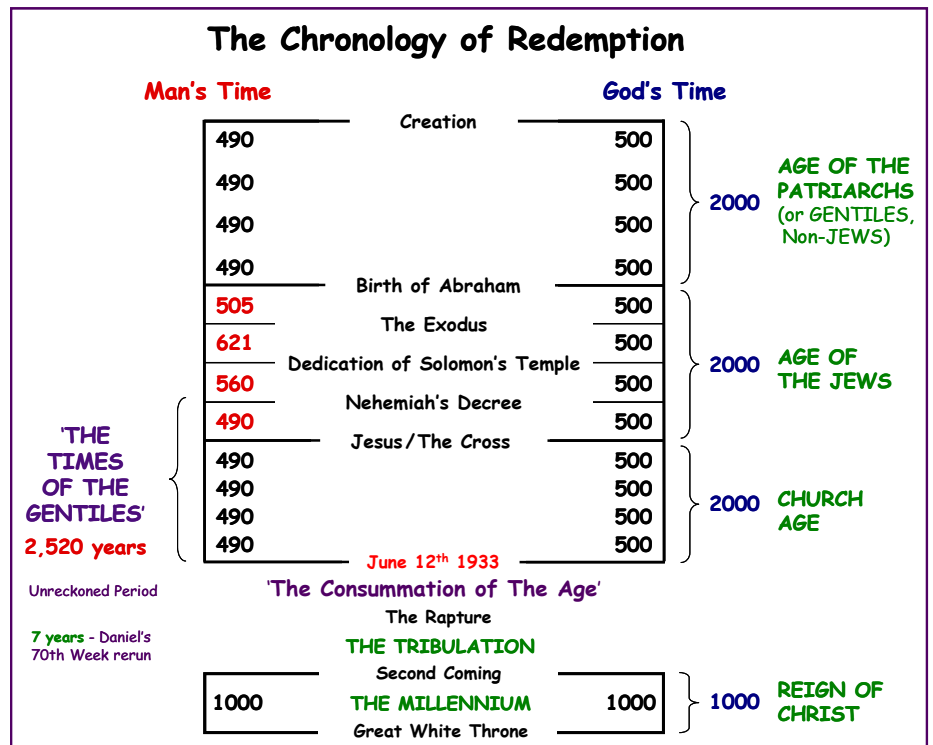 The Chronology of Redemption
Man's Time
God's Time
Creation
490
500
490
500
490
500
490
500
2000
AGE OF THE
PATRIARCHS
(or GENTILES,
Non-JEWS)
Birth of Abraham
505
500
The Exodus
621
500
Dedication of Solomon's Temple
560
500
Nehemiah's Decree
490
500
2000
AGE OF
THE JEWS
Jesus/The Cross
490
500
490
500
490
500
490
500
2000
CHURCH
AGE
'THE
TIMES
OF THE
GENTILES'
2,520 years
June 12th 1933
Unreckoned Period
'The Consummation of The Age'
The Rapture
7 years - Daniel's
70th Week rerun
THE TRIBULATION
Second Coming
1000
THE MILLENNIUM
1000
1000
REIGN OF
CHRIST
Great White Throne